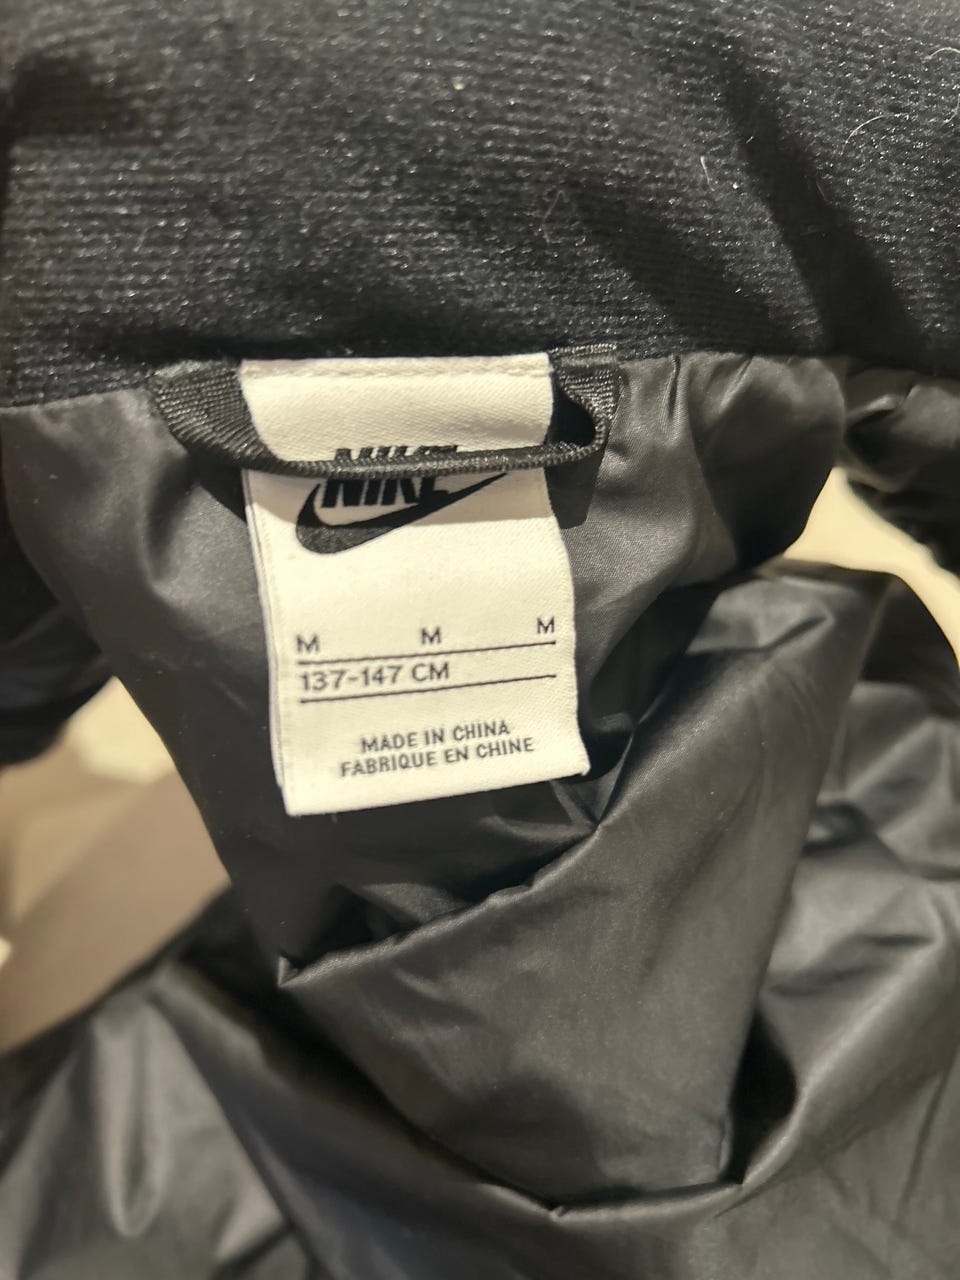 NIKE
M M M
137-147 CM
MADE IN CHINA
FABRIQUE EN CHINE